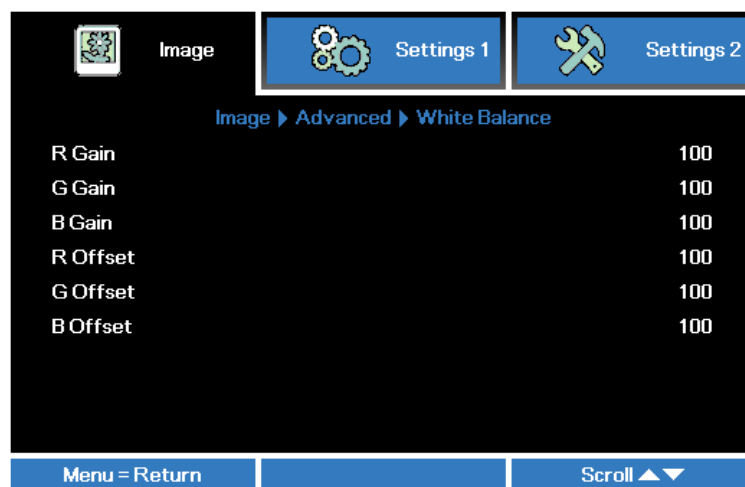 Image Settings 1 Settings 2
Image ▶ Advanced ▶ White Balance
R Gain 100
G Gain 100
B Gain 100
R Offset 100
G Offset 100
B Offset 100
Menu = Return Scroll ▲▼